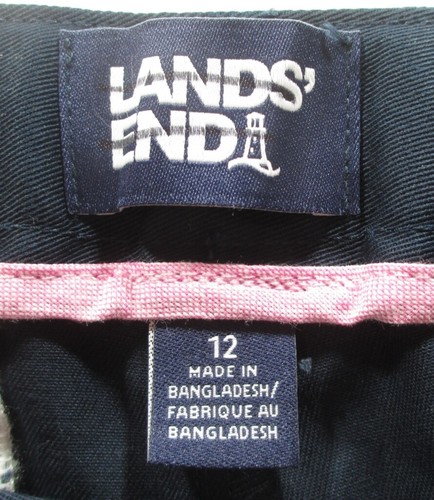 LANDS'
END
12
MADE IN
BANGLADESH/
FABRIQUE AU
BANGLADESH